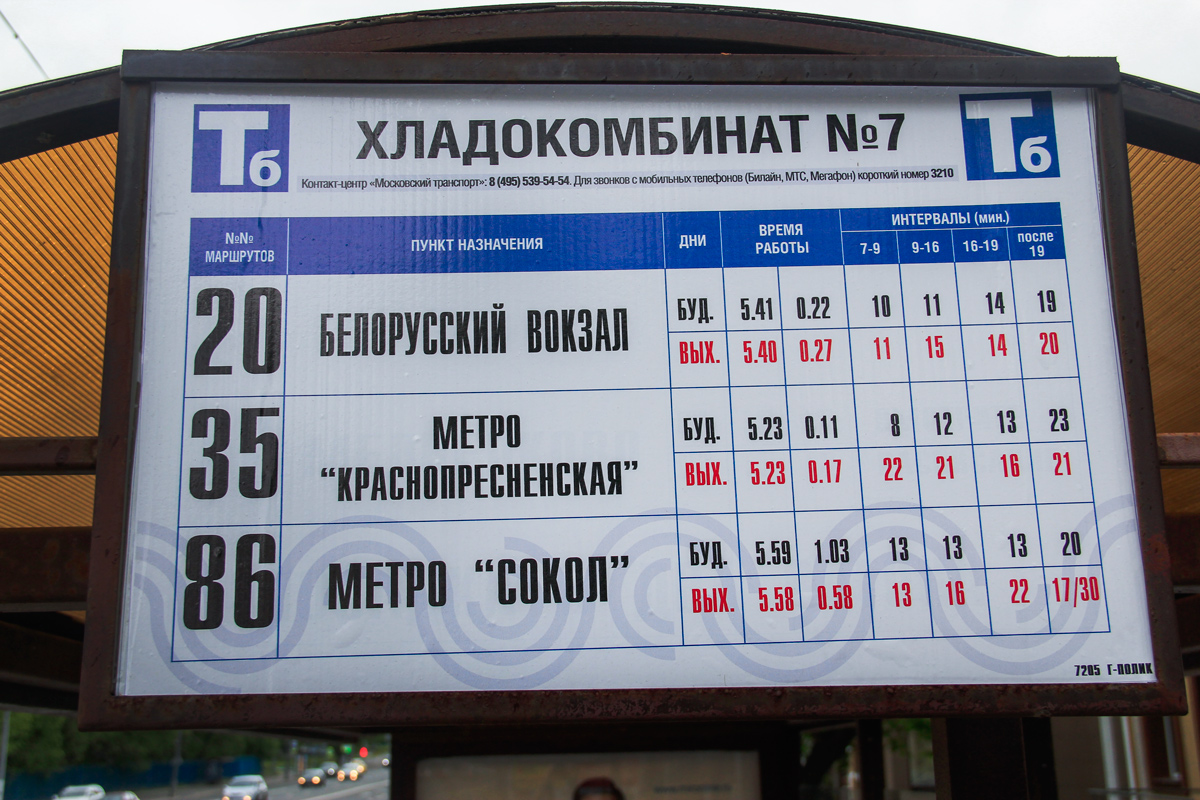 Тб ХЛАДОКОМБИНАТ №7 Тб
Контакт-центр «Московский транспорт»: 8 (495) 539-54-54. Для звонков с мобильных телефонов (Билайн, МТС, Мегафон) короткий номер 3210
№№ МАРШРУТОВ ПУНКТ НАЗНАЧЕНИЯ ДНИ ВРЕМЯ РАБОТЫ ИНТЕРВАЛЫ (мин.)
7-9 9-16 16-19 после 19
20 БЕЛОРУССКИЙ ВОКЗАЛ БУД. 5.41 0.22 10 11 14 19
ВЫХ. 5.40 0.27 11 15 14 20
35 МЕТРО БУД. 5.23 0.11 8 12 13 23
“КРАСНОПРЕСНЕНСКАЯ” ВЫХ. 5.23 0.17 22 21 16 21
86 МЕТРО “СОКОЛ” БУД. 5.59 1.03 13 13 13 20
ВЫХ. 5.58 0.58 13 16 22 17/30
7205 Г-ПОЛИК